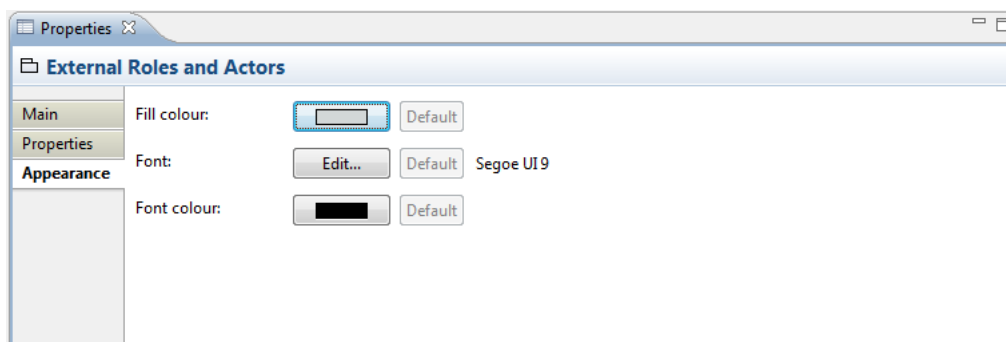 Properties
External Roles and Actors
Main
Properties
Appearance
Fill colour: Default
Font: Edit... Default Segoe UI 9
Font colour: Default